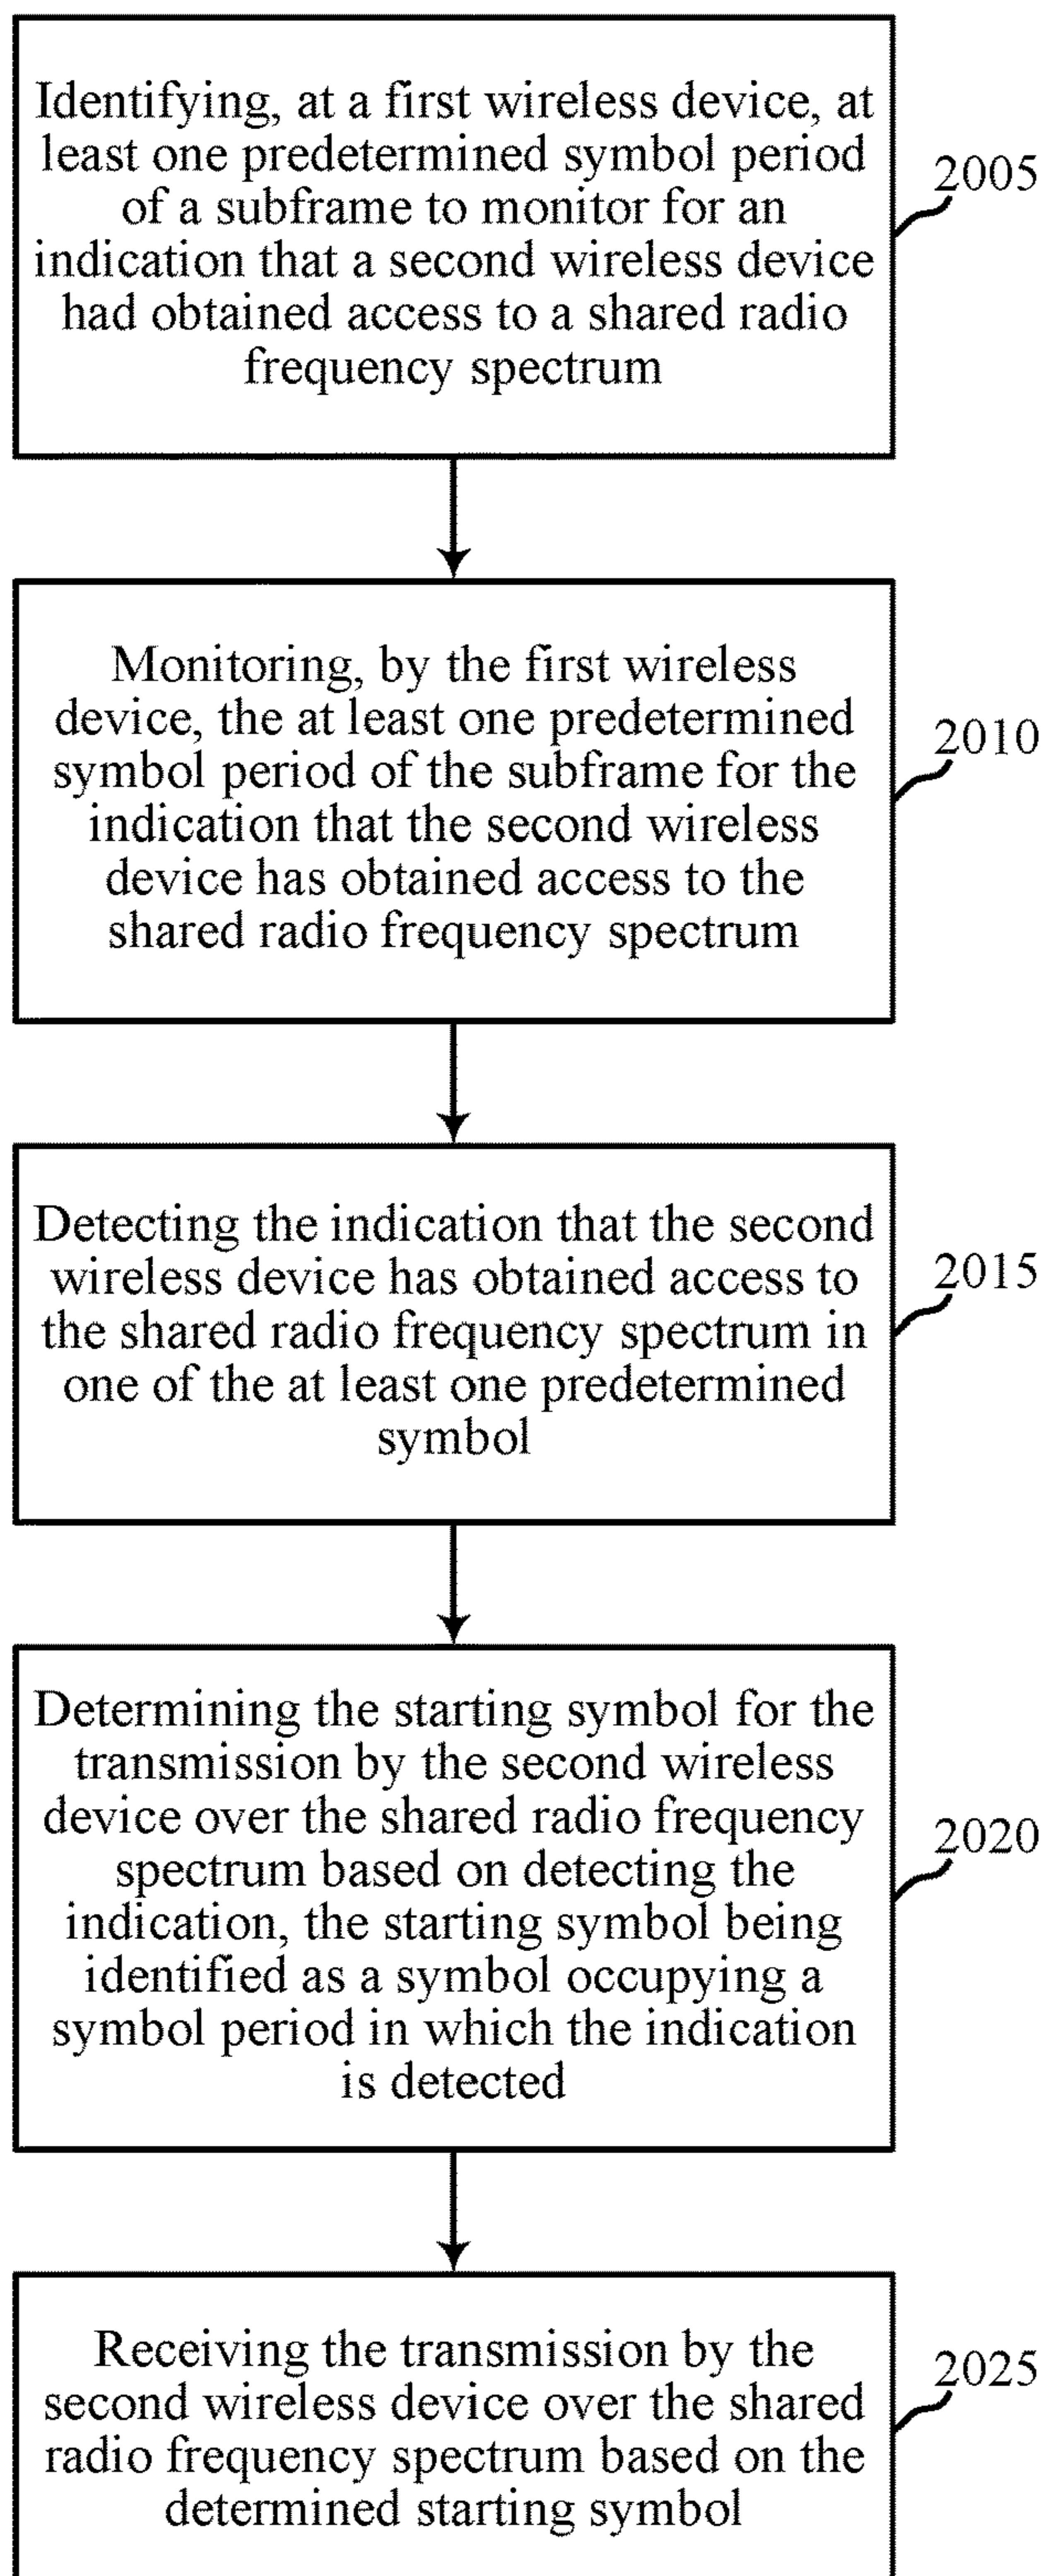 Identifying, at a first wireless device, at
least one predetermined symbol period
of a subframe to monitor for an
indication that a second wireless device
had obtained access to a shared radio
frequency spectrum
2005
Monitoring, by the first wireless
device, the at least one predetermined
symbol period of the subframe for the
indication that the second wireless
device has obtained access to the
shared radio frequency spectrum
2010
Detecting the indication that the second
wireless device has obtained access to
the shared radio frequency spectrum in
one of the at least one predetermined
symbol
2015
Determining the starting symbol for the
transmission by the second wireless
device over the shared radio frequency
spectrum based on detecting the
indication, the starting symbol being
identified as a symbol occupying a
symbol period in which the indication
is detected
2020
Receiving the transmission by the
second wireless device over the shared
radio frequency spectrum based on the
determined starting symbol
2025